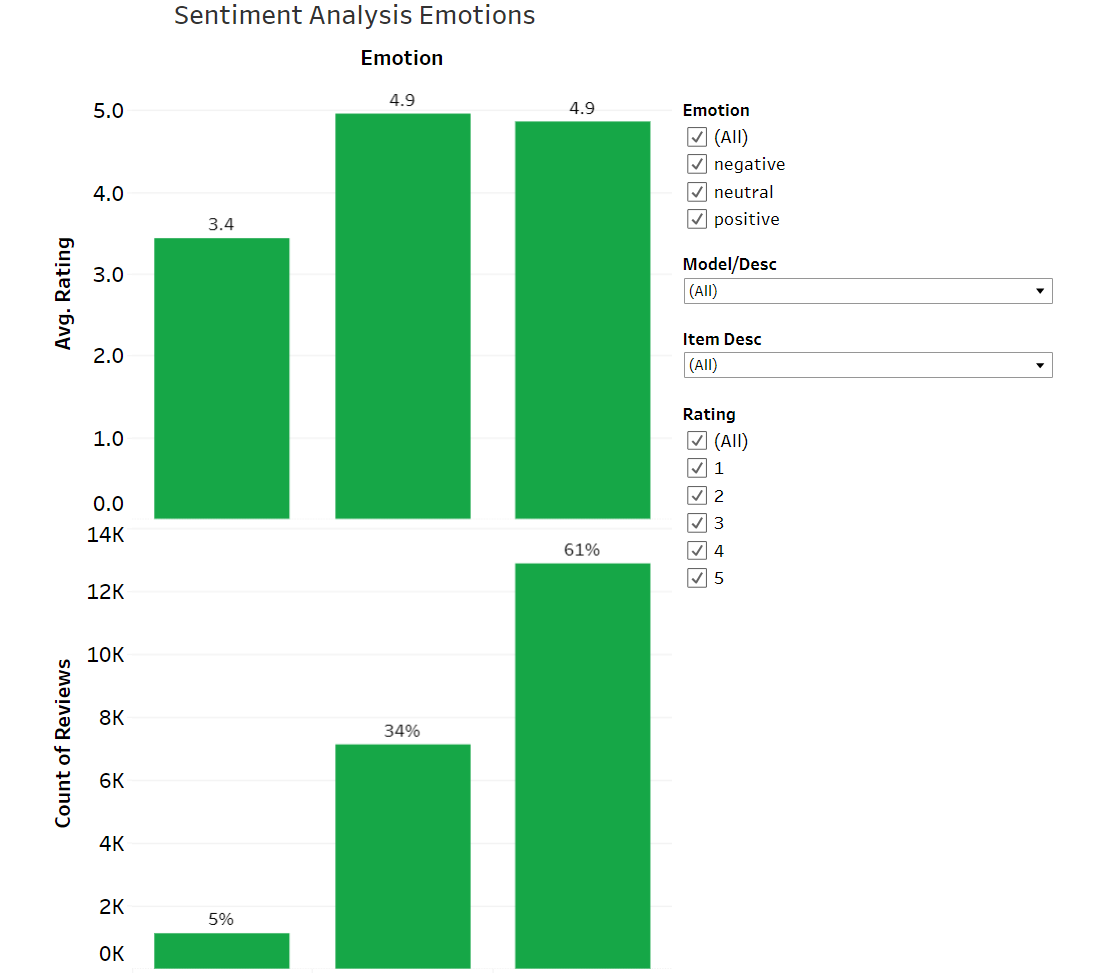 Sentiment Analysis Emotions
Emotion
Avg. Rating
5.0
4.0
3.0
2.0
1.0
0.0
3.4
4.9
4.9
Count of Reviews
14K
12K
10K
8K
6K
4K
2K
0K
5%
34%
61%
Emotion
(All)
negative
neutral
positive
Model/Desc
(All)
Item Desc
(All)
Rating
(All)
1
2
3
4
5